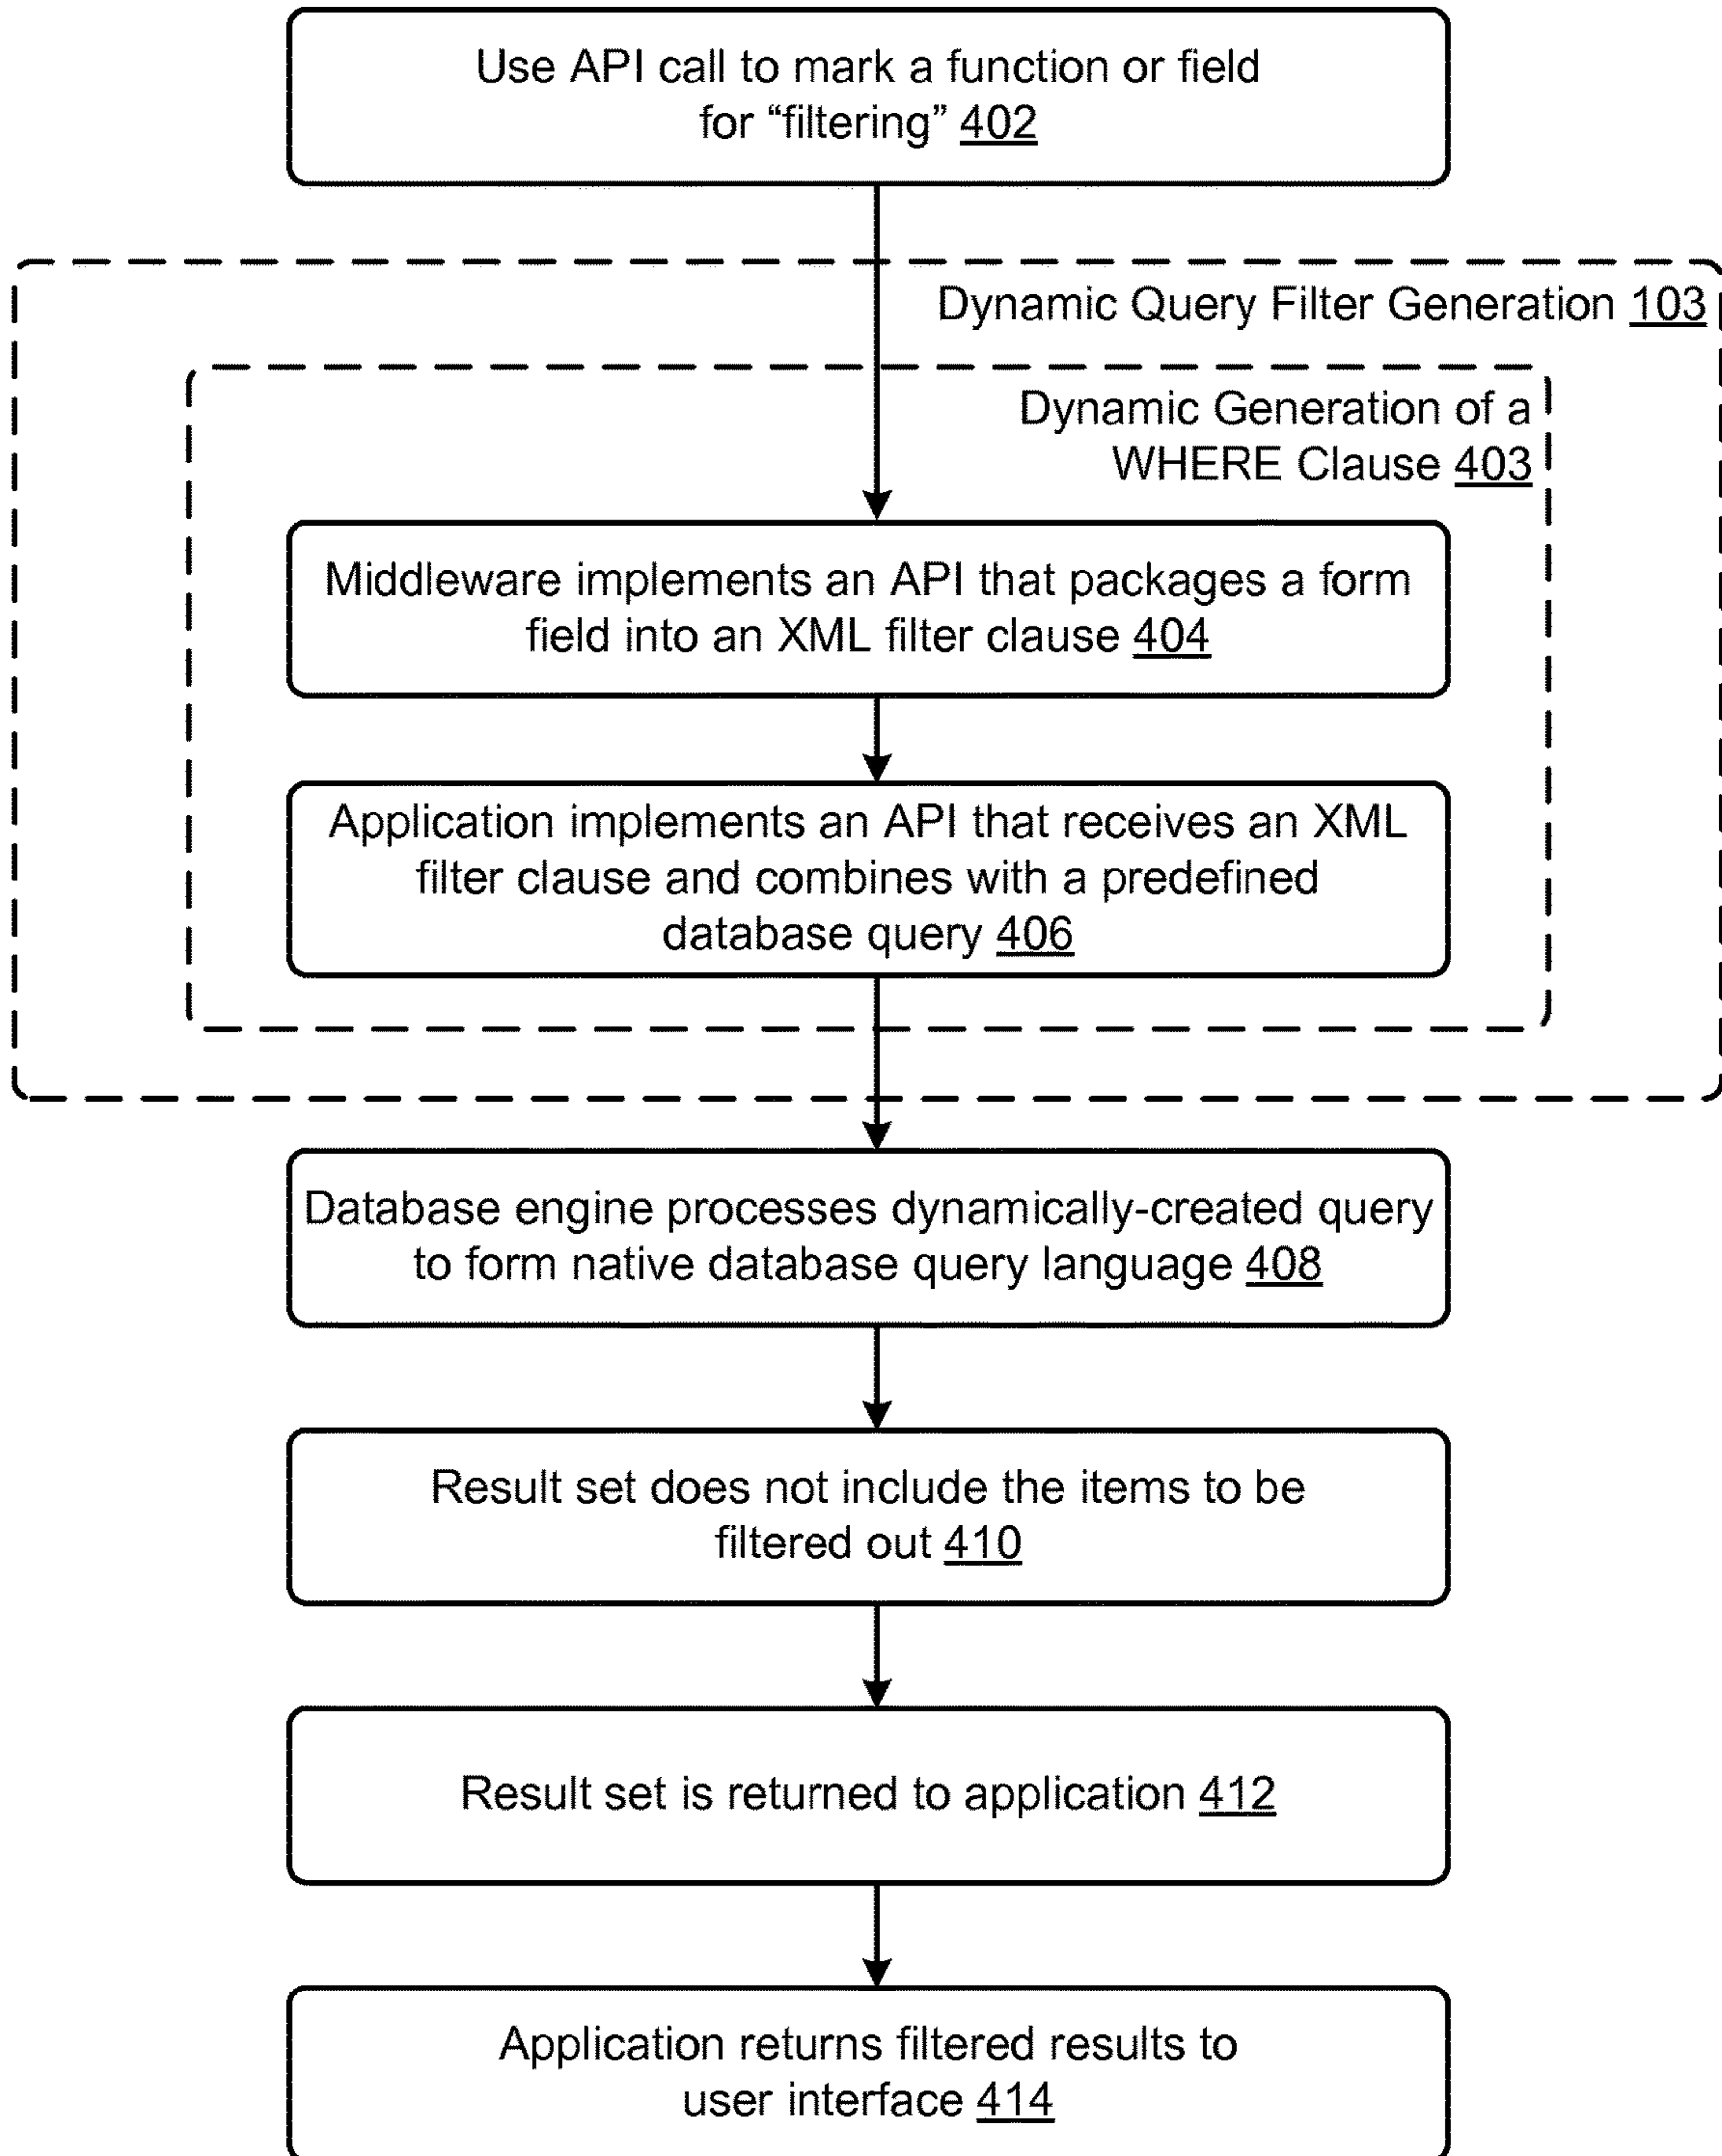 Use API call to mark a function or field
for “filtering” 402
Dynamic Query Filter Generation 103
Dynamic Generation of a
WHERE Clause 403
Middleware implements an API that packages a form
field into an XML filter clause 404
Application implements an API that receives an XML
filter clause and combines with a predefined
database query 406
Database engine processes dynamically-created query
to form native database query language 408
Result set does not include the items to be
filtered out 410
Result set is returned to application 412
Application returns filtered results to
user interface 414